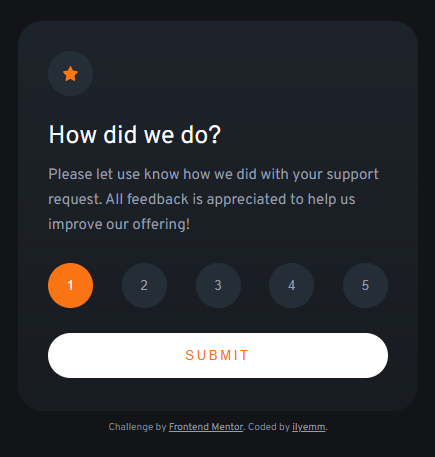 How did we do?
Please let use know how we did with your support
request. All feedback is appreciated to help us
improve our offering!
1 2 3 4 5
SUBMIT
Challenge by Frontend Mentor. Coded by ilyemm.